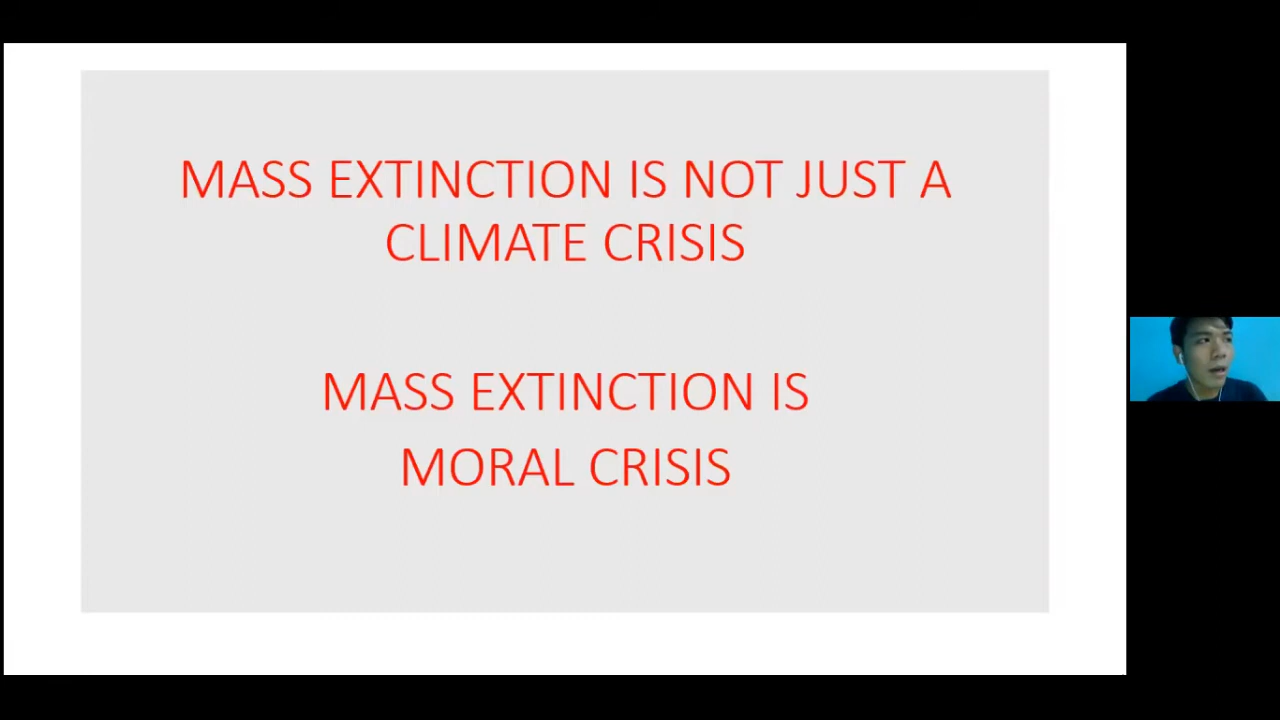 MASS EXTINCTION IS NOT JUST A
CLIMATE CRISIS
MASS EXTINCTION IS
MORAL CRISIS